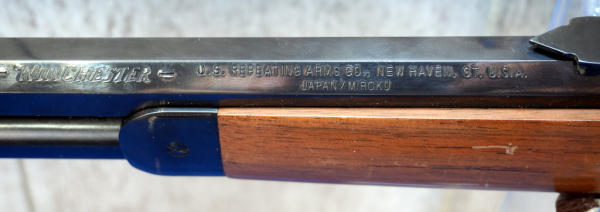 WINCHESTER U.S. REPEATING ARMS CO., NEW HAVEN, CT. U.S.A.
JAPAN/MIROKU